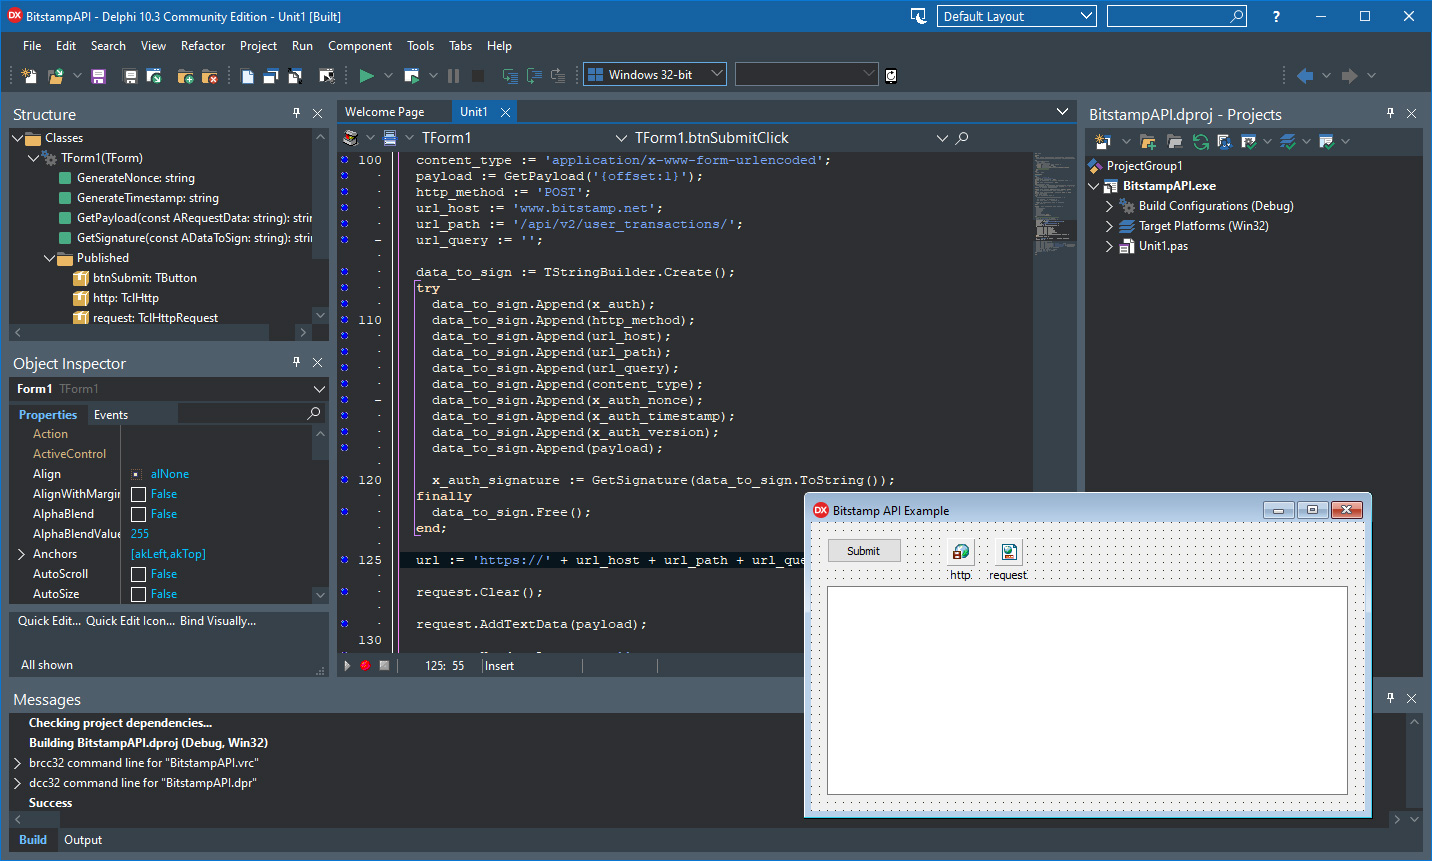 BitstampAPI - Delphi 10.3 Community Edition - Unit1 [Built]
Default Layout
?
File Edit Search View Refactor Project Run Component Tools Tabs Help
Windows 32-bit
Structure
Classes
TForm1(TForm)
GenerateNonce: string
GenerateTimestamp: string
GetPayload(const ARequestData: string): strin
GetSignature(const ADataToSign: string): strin
Published
btnSubmit: TButton
http: TclHttp
request: TclHttpRequest
Object Inspector
Form1 TForm1
Properties Events
Action
ActiveControl
Align alNone
AlignWithMargin False
AlphaBlend False
AlphaBlendValue 255
Anchors [akLeft,akTop]
AutoScroll False
AutoSize False
Quick Edit... Quick Edit Icon... Bind Visually...
All shown
Welcome Page Unit1
TForm1 TForm1.btnSubmitClick
100 content_type := 'application/x-www-form-urlencoded';
payload := GetPayload('{offset:1}');
http_method := 'POST';
url_host := 'www.bitstamp.net';
url_path := '/api/v2/user_transactions/';
url_query := '';
data_to_sign := TStringBuilder.Create();
try
data_to_sign.Append(x_auth);
110 data_to_sign.Append(http_method);
data_to_sign.Append(url_host);
data_to_sign.Append(url_path);
data_to_sign.Append(url_query);
data_to_sign.Append(content_type);
data_to_sign.Append(x_auth_nonce);
data_to_sign.Append(x_auth_timestamp);
data_to_sign.Append(x_auth_version);
data_to_sign.Append(payload);
120 x_auth_signature := GetSignature(data_to_sign.ToString());
finally
data_to_sign.Free();
end;
125 url := 'https://' + url_host + url_path + url_que
request.Clear();
request.AddTextData(payload);
130
125: 55 Insert
BitstampAPI.dproj - Projects
ProjectGroup1
BitstampAPI.exe
Build Configurations (Debug)
Target Platforms (Win32)
Unit1.pas
DX Bitstamp API Example
Submit
http request
Messages
Checking project dependencies...
Building BitstampAPI.dproj (Debug, Win32)
brcc32 command line for "BitstampAPI.vrc"
dcc32 command line for "BitstampAPI.dpr"
Success
Build Output